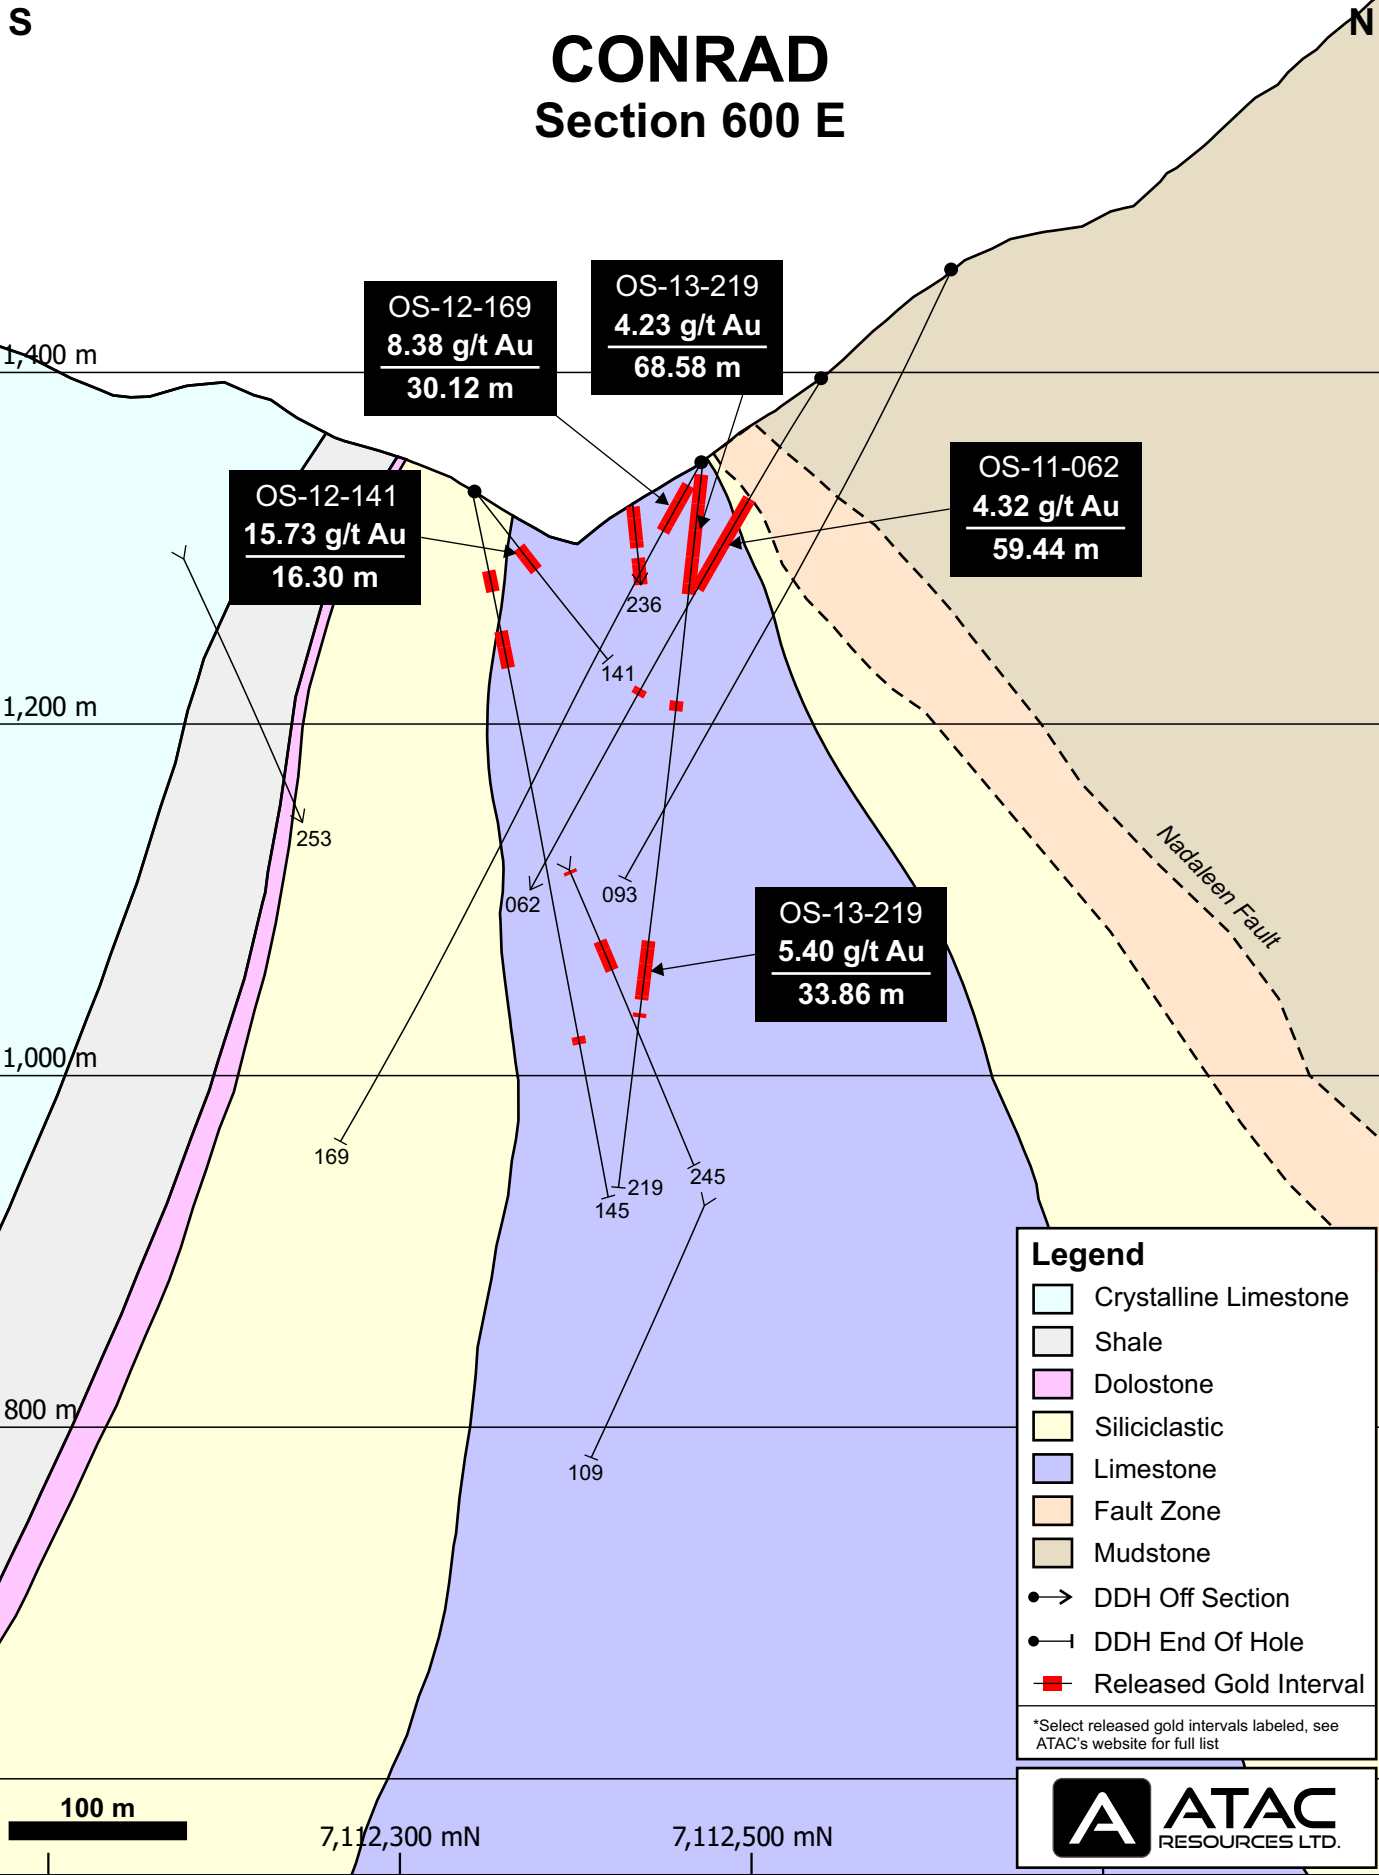 S
N
CONRAD
Section 600 E
OS-13-219
4.23 g/t Au
68.58 m
OS-12-169
8.38 g/t Au
30.12 m
1,400 m
OS-11-062
4.32 g/t Au
59.44 m
OS-12-141
15.73 g/t Au
16.30 m
236
141
1,200 m
253
062
093
Nadaleen Fault
OS-13-219
5.40 g/t Au
33.86 m
1,000 m
169
245
219
145
800 m
109
Legend
Crystalline Limestone
Shale
Dolostone
Siliciclastic
Limestone
Fault Zone
Mudstone
DDH Off Section
DDH End Of Hole
Released Gold Interval
*Select released gold intervals labeled, see
ATAC's website for full list
100 m
7,112,300 mN
7,112,500 mN
A ATAC
RESOURCES LTD.